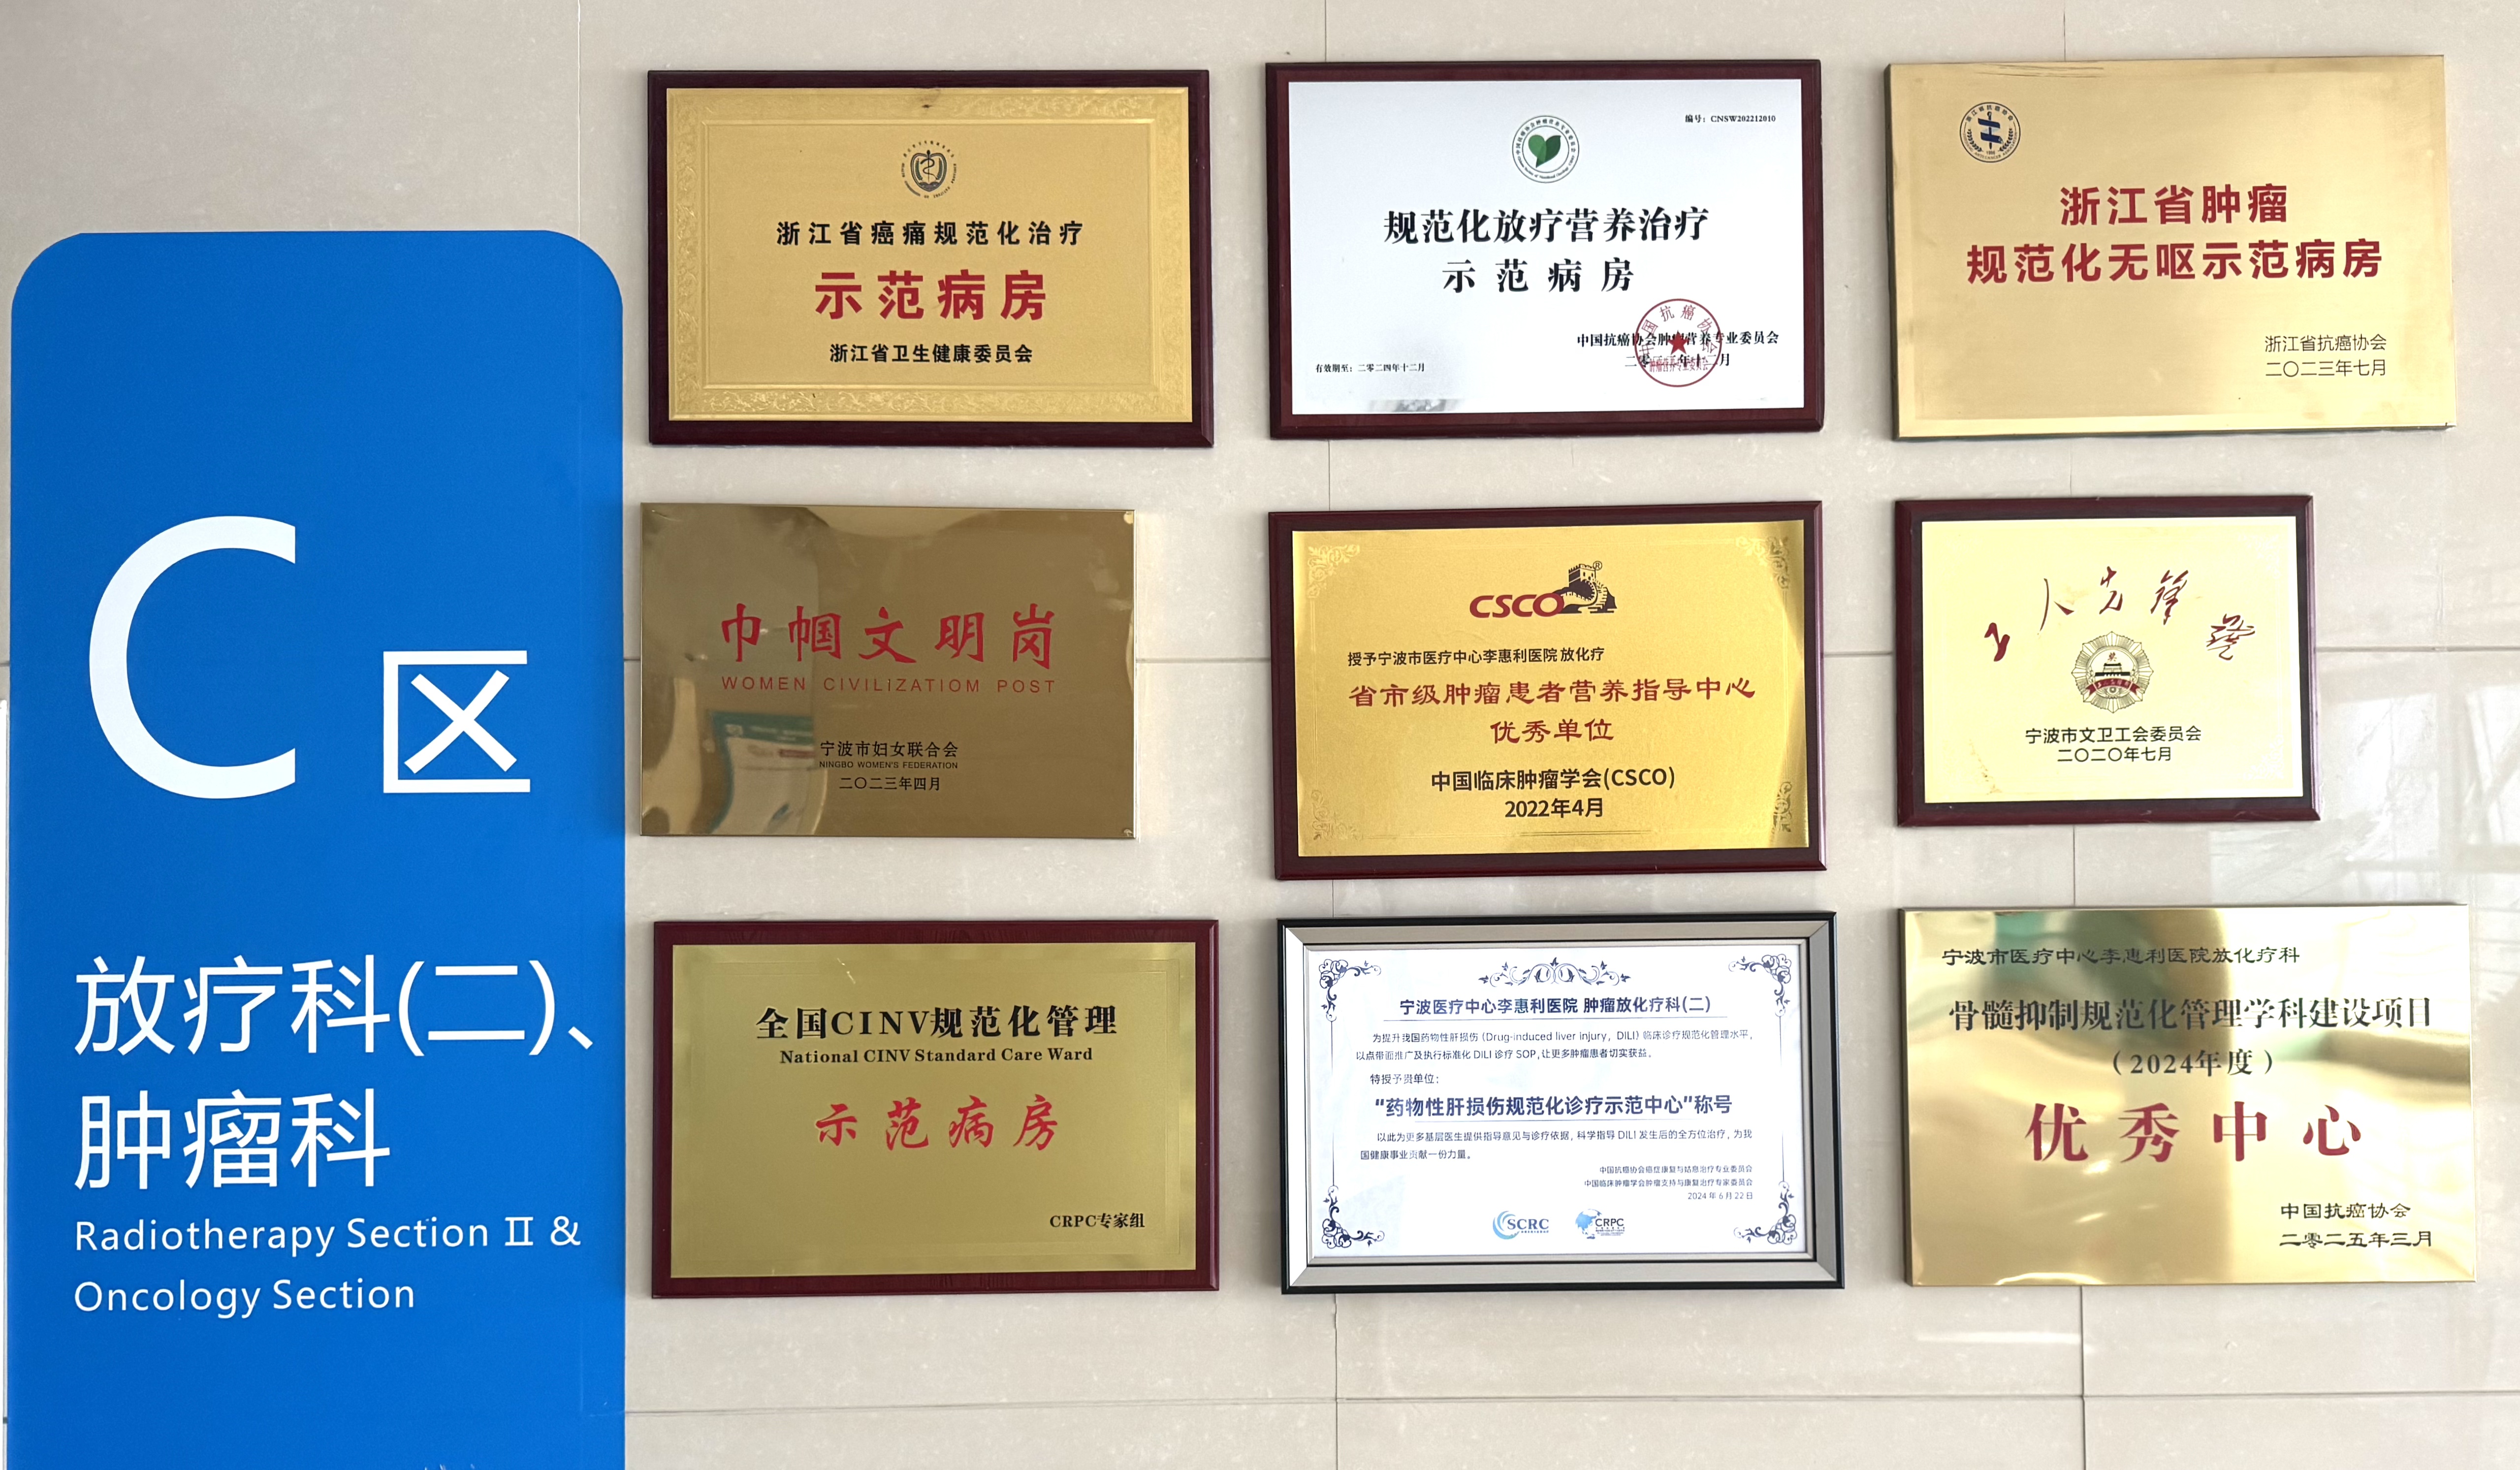 C区
放疗科(二)、
肿瘤科
Radiotherapy Section II &
Oncology Section
浙江省癌痛规范化治疗
示范病房
浙江省卫生健康委员会
编号：CNSW202212010
规范化放疗营养治疗
示范病房
中国抗癌协会肿瘤营养专业委员会
有效期至：二零二四年十二月
浙江省肿瘤
规范化无呕示范病房
浙江省抗癌协会
二〇二三年七月
巾帼文明岗
WOMEN CIVILIZATIOM POST
宁波市妇女联合会
NINGBO WOMEN'S FEDERATION
二〇二三年四月
CSCO
授予宁波市医疗中心李惠利医院 放化疗
省市级肿瘤患者营养指导中心
优秀单位
中国临床肿瘤学会(CSCO)
2022年4月
工人先锋号
宁波市文卫工会委员会
二〇二〇年七月
全国CINV规范化管理
National CINV Standard Care Ward
示范病房
CRPC专家组
宁波医疗中心李惠利医院 肿瘤放化疗科(二)
为提升我国药物性肝损伤 (Drug-induced liver injury，DILI) 临床诊疗规范化管理水平，
以点带面推广及执行标准化 DILI 诊疗 SOP，让更多肿瘤患者切实获益。
特授予贵单位：
“药物性肝损伤规范化诊疗示范中心”称号
以此为更多基层医生提供指导意见与诊疗依据，科学指导 DILI 发生后的全方位治疗，为我
国健康事业贡献一份力量。
中国抗癌协会癌症康复与姑息治疗专业委员会
中国临床肿瘤学会肿瘤支持与康复治疗专家委员会
2024 年 6 月 22 日
SCRC CRPC
宁波市医疗中心李惠利医院放化疗科
骨髓抑制规范化管理学科建设项目
（2024年度）
优秀中心
中国抗癌协会
二零二五年三月